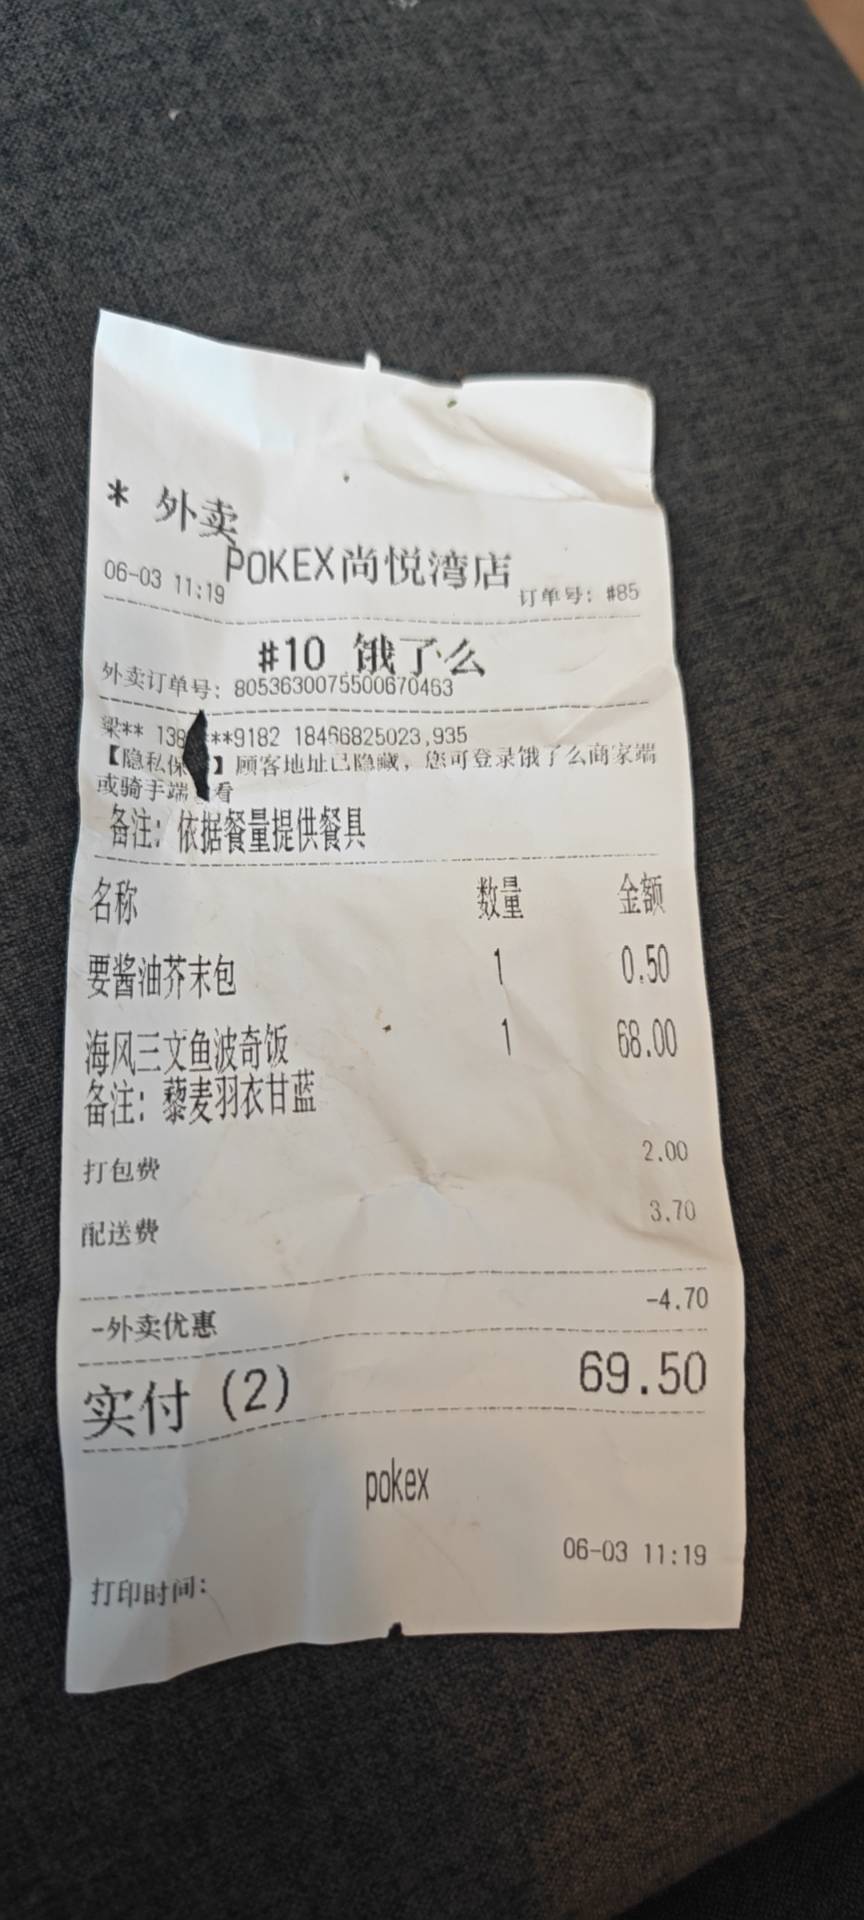 * 外卖
POKEX尚悦湾店
06-03 11:19 订单号: #85
#10 饿了么
外卖订单号: 8053630075500670463
梁** 138 **9182 18466825023,935
【隐私保 】顾客地址已隐藏，您可登录饿了么商家端
或骑手端 看
备注: 依据餐量提供餐具
名称 数量 金额
要酱油芥末包 1 0.50
海风三文鱼波奇饭 1 68.00
备注: 藜麦羽衣甘蓝
打包费 2.00
配送费 3.70
-外卖优惠 -4.70
实付 (2) 69.50
pokex
打印时间: 06-03 11:19